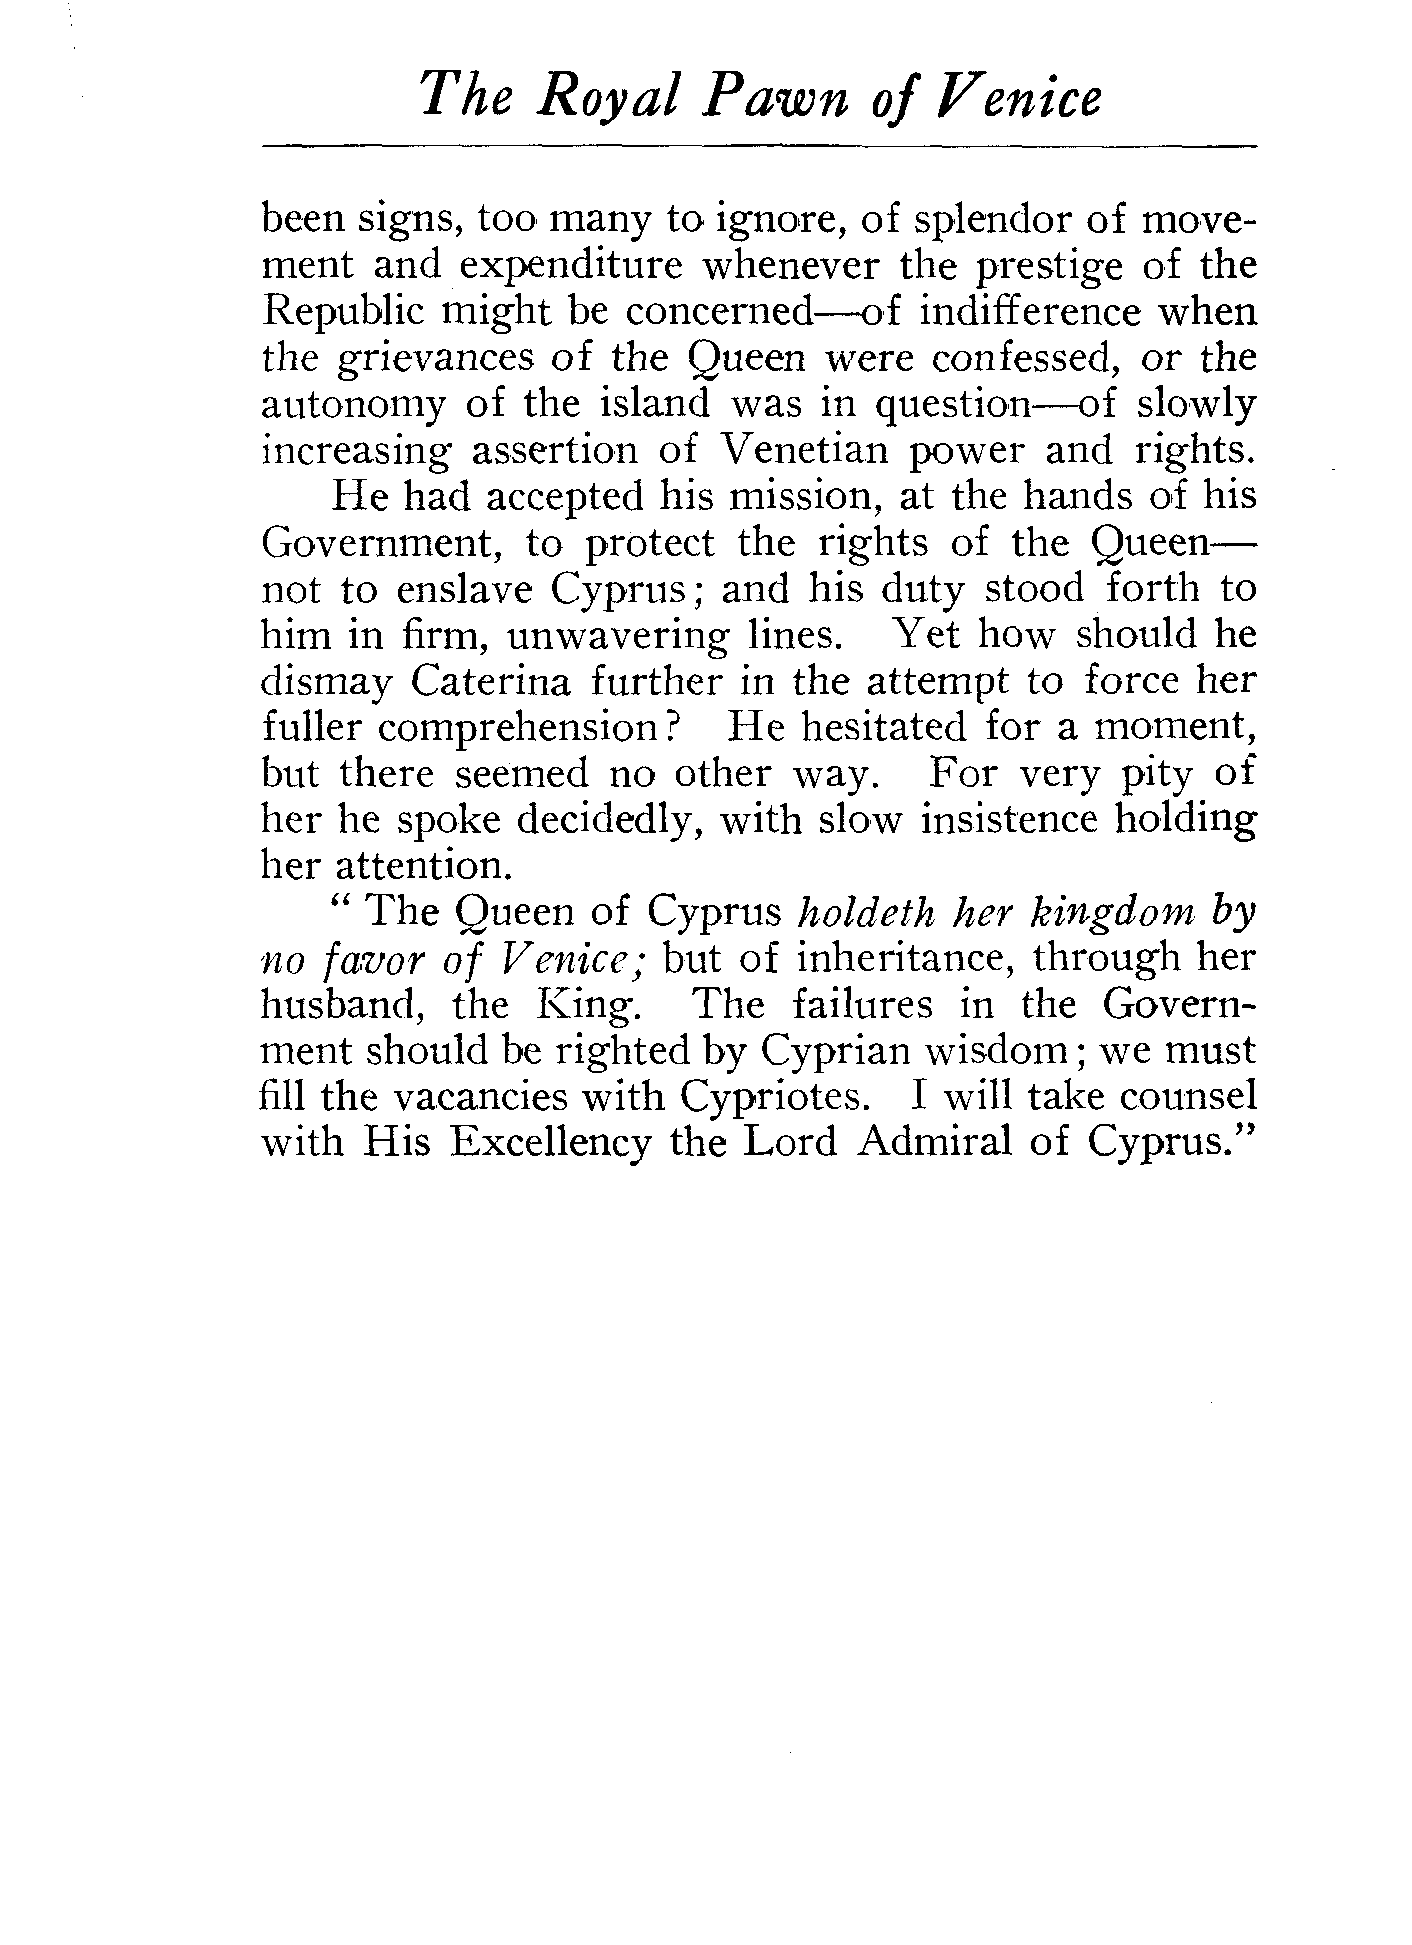 The Royal Pawn of Venice
been signs, too many to ignore, of splendor of move-
ment and expenditure whenever the prestige of the
Republic might be concerned—of indifference when
the grievances of the Queen were confessed, or the
autonomy of the island was in question—of slowly
increasing assertion of Venetian power and rights.
He had accepted his mission, at the hands of his
Government, to protect the rights of the Queen—
not to enslave Cyprus; and his duty stood forth to
him in firm, unwavering lines. Yet how should he
dismay Caterina further in the attempt to force her
fuller comprehension? He hesitated for a moment,
but there seemed no other way. For very pity of
her he spoke decidedly, with slow insistence holding
her attention.
“ The Queen of Cyprus holdeth her kingdom by
no favor of Venice; but of inheritance, through her
husband, the King. The failures in the Govern-
ment should be righted by Cyprian wisdom; we must
fill the vacancies with Cypriotes. I will take counsel
with His Excellency the Lord Admiral of Cyprus.”